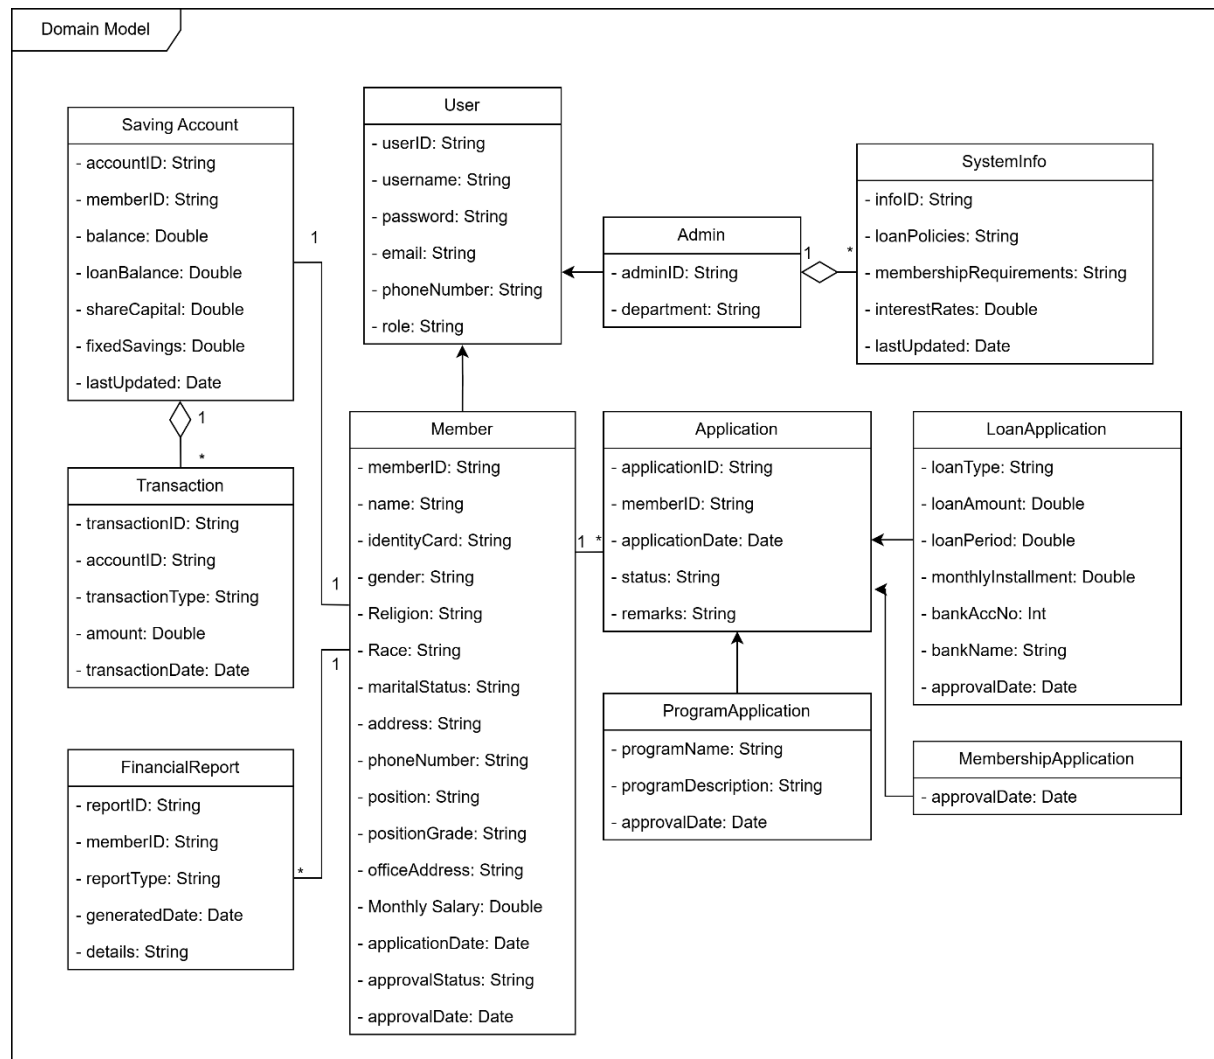 Domain Model
Saving Account
- accountID: String
- memberID: String
- balance: Double
- loanBalance: Double
- shareCapital: Double
- fixedSavings: Double
- lastUpdated: Date
1
1
*
Transaction
- transactionID: String
- accountID: String
- transactionType: String
- amount: Double
- transactionDate: Date
FinancialReport
- reportID: String
- memberID: String
- reportType: String
- generatedDate: Date
- details: String
*
User
- userID: String
- username: String
- password: String
- email: String
- phoneNumber: String
- role: String
Member
- memberID: String
- name: String
- identityCard: String
- gender: String
- Religion: String
- Race: String
- maritalStatus: String
- address: String
- phoneNumber: String
- position: String
- positionGrade: String
- officeAddress: String
- Monthly Salary: Double
- applicationDate: Date
- approvalStatus: String
- approvalDate: Date
1
1
1 *
Admin
- adminID: String
- department: String
1
*
SystemInfo
- infoID: String
- loanPolicies: String
- membershipRequirements: String
- interestRates: Double
- lastUpdated: Date
Application
- applicationID: String
- memberID: String
- applicationDate: Date
- status: String
- remarks: String
ProgramApplication
- programName: String
- programDescription: String
- approvalDate: Date
LoanApplication
- loanType: String
- loanAmount: Double
- loanPeriod: Double
- monthlyInstallment: Double
- bankAccNo: Int
- bankName: String
- approvalDate: Date
MembershipApplication
- approvalDate: Date